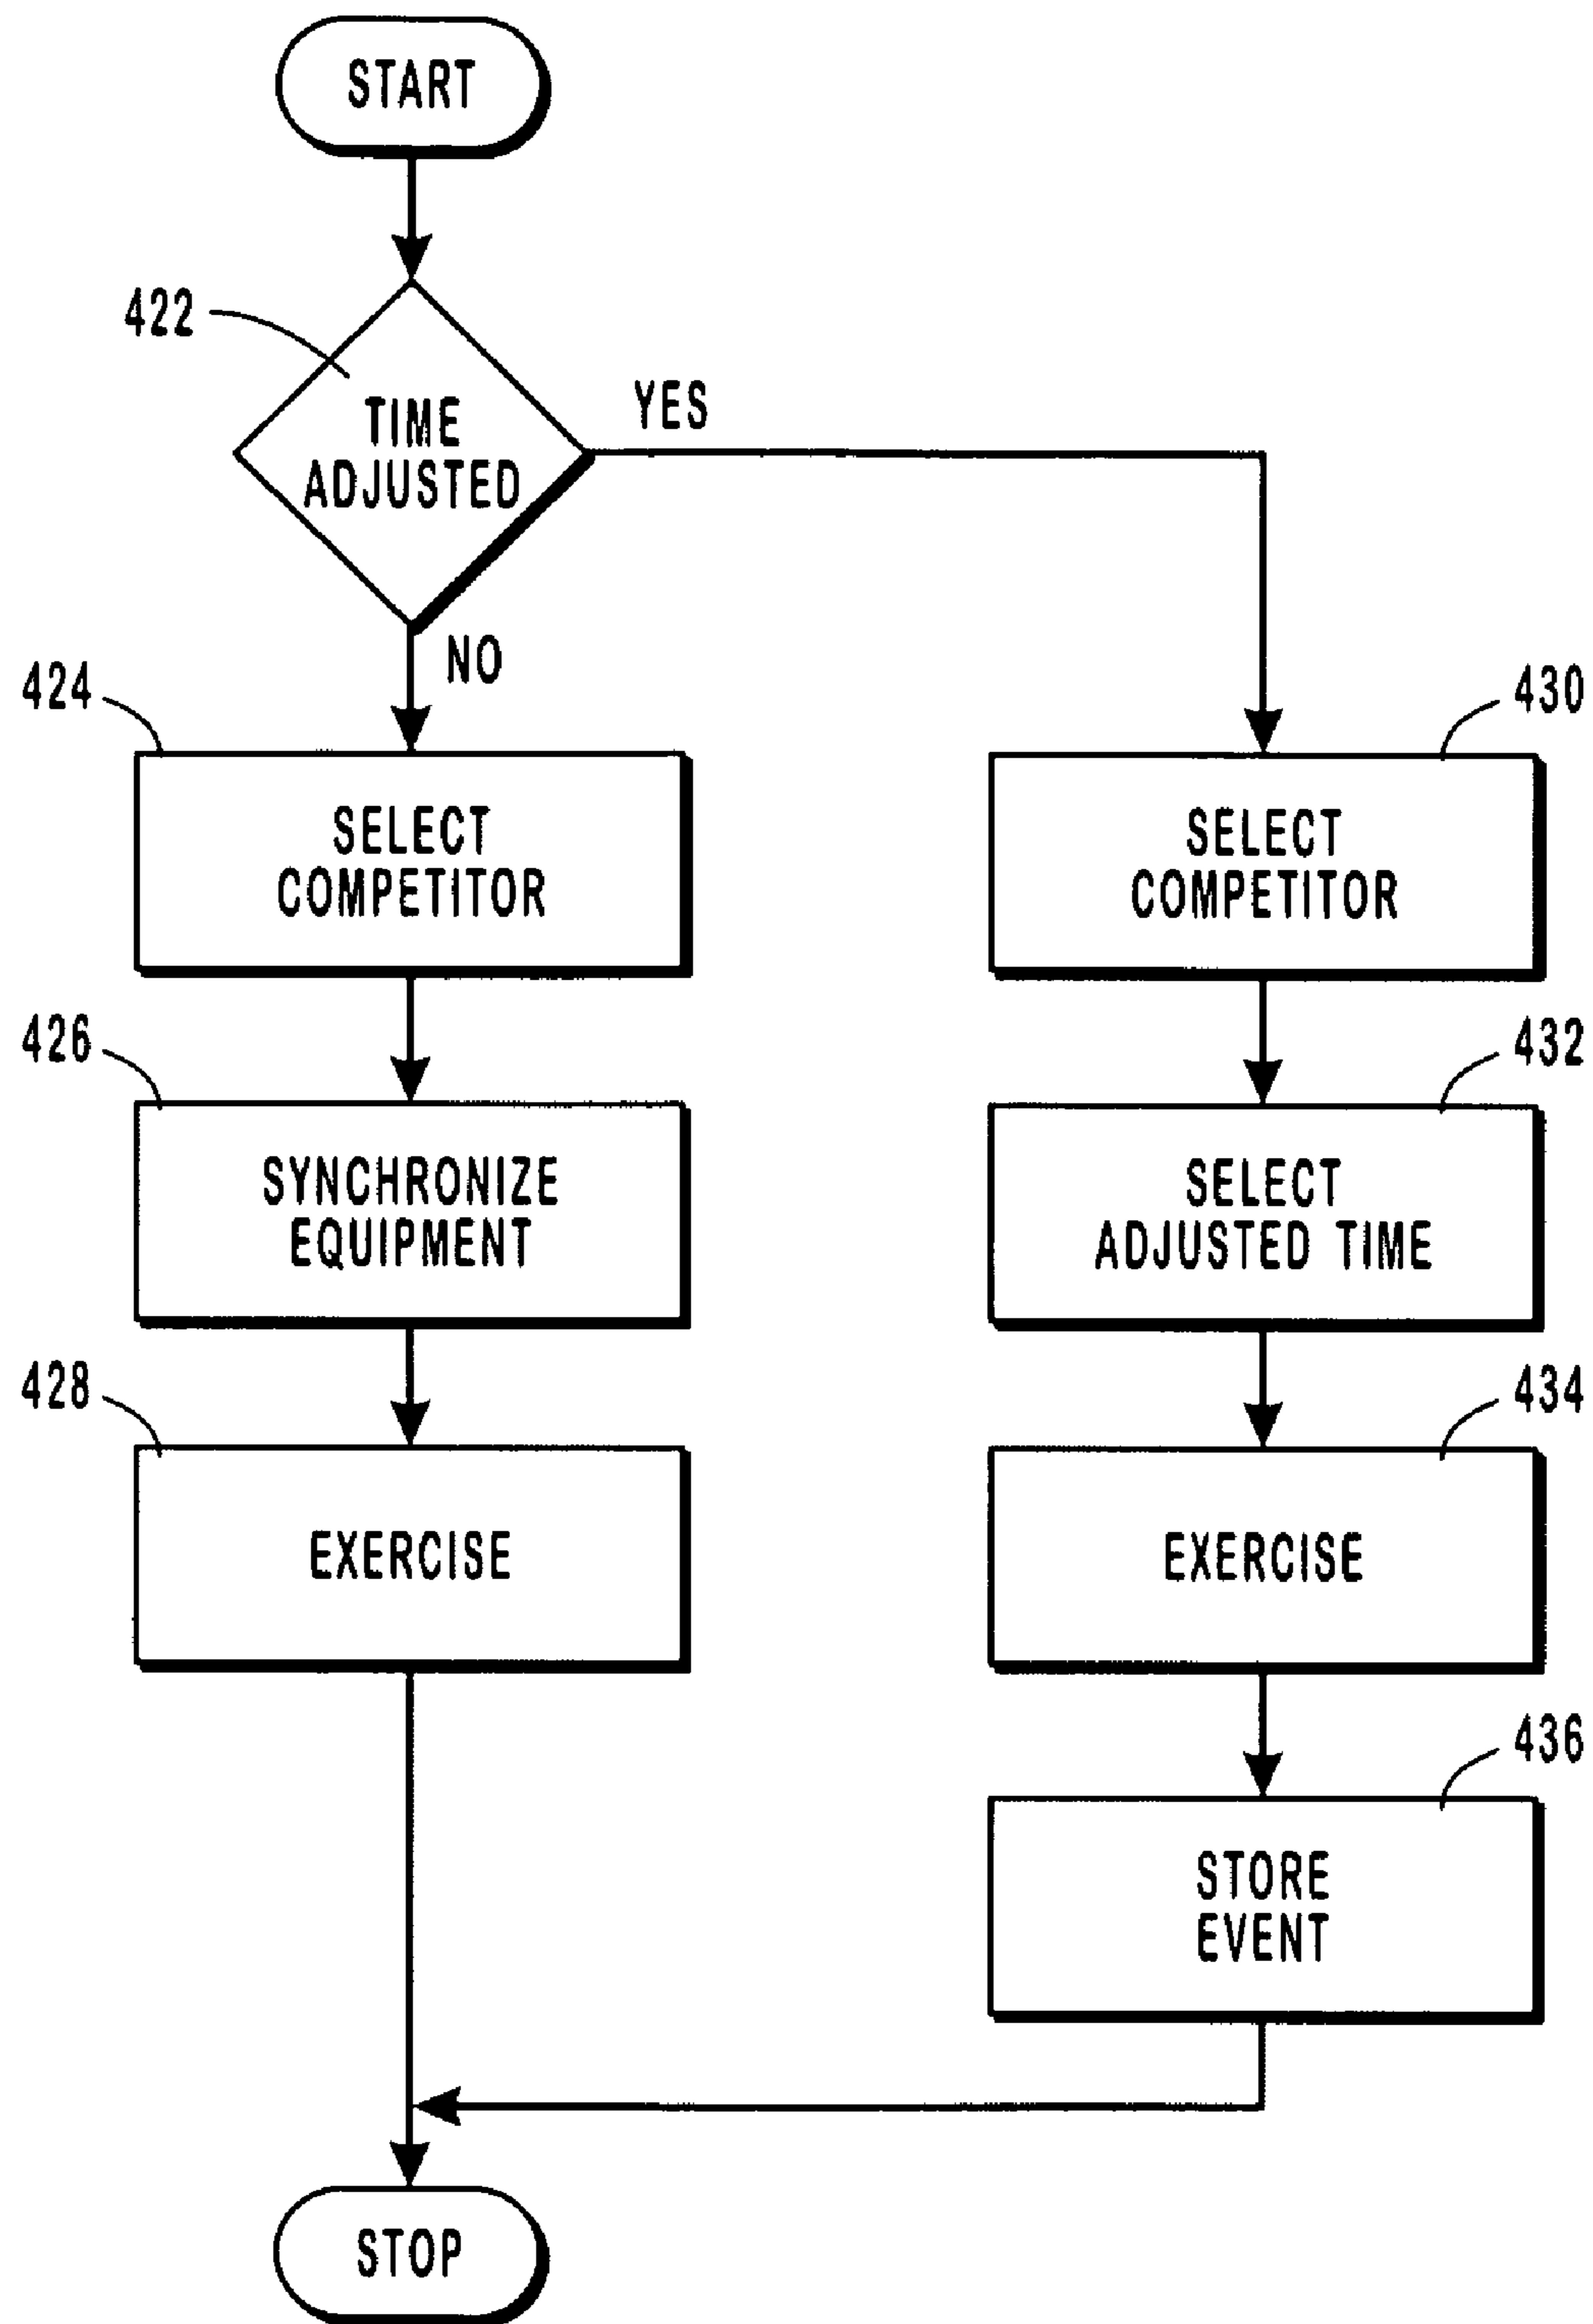 START
422
TIME
ADJUSTED
YES
NO
424
SELECT
COMPETITOR
430
SELECT
COMPETITOR
426
SYNCHRONIZE
EQUIPMENT
432
SELECT
ADJUSTED TIME
428
EXERCISE
434
EXERCISE
436
STORE
EVENT
STOP